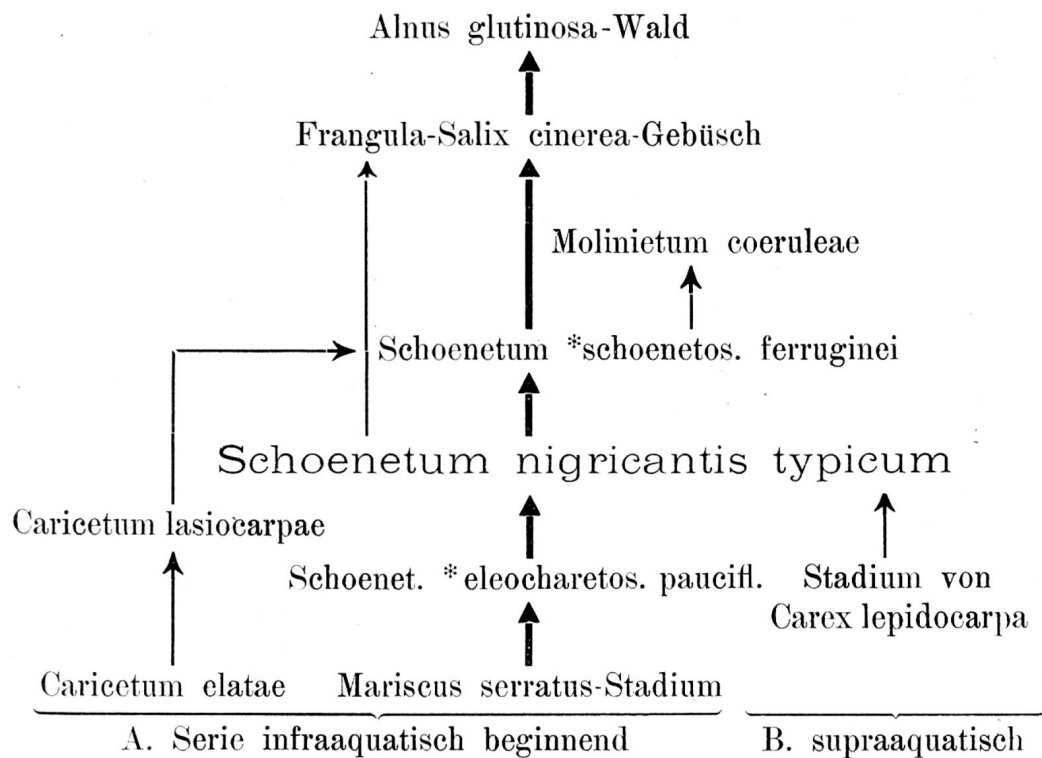 Alnus glutinosa-Wald
Frangula-Salix cinerea-Gebüsch
Molinietum coeruleae
Schoenetum *schoenetos. ferruginei
Schoenetum nigricantis typicum
Caricetum lasiocarpae
Schoenet. *eleocharetos. paucifl.
Stadium von
Carex lepidocarpa
Caricetum elatae
Mariscus serratus-Stadium
A. Serie infraaquatisch beginnend
B. supraaquatisch